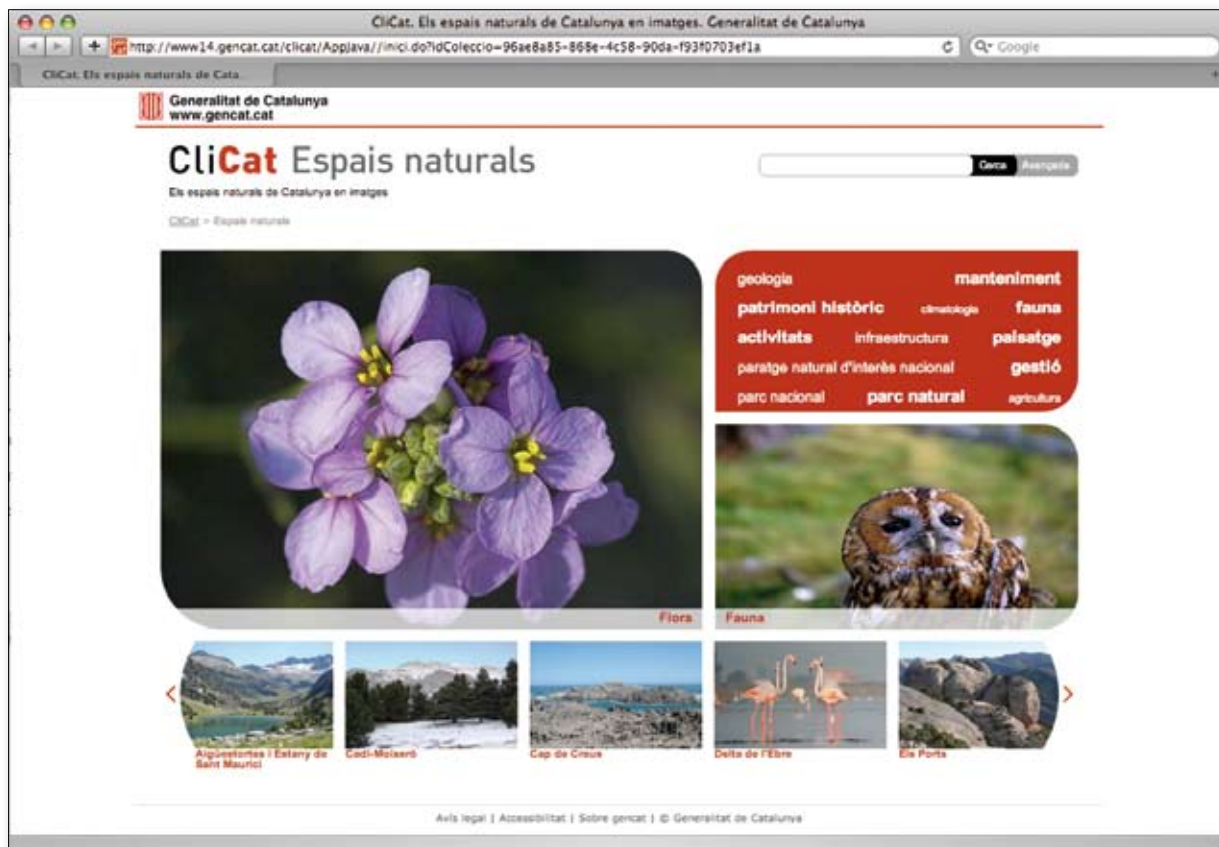 CliCat. Els espais naturals de Catalunya en imatges. Generalitat de Catalunya
http://www14.gencat.cat/clicat/AppJava//inici.do?idColeccio=96ae8a85-868e-4c58-90da-f93f0703ef1a
Google
CliCat. Els espais naturals de Cata...
Generalitat de Catalunya
www.gencat.cat
CliCat Espais naturals
Cerca Avançada
Els espais naturals de Catalunya en imatges
CliCat > Espais naturals
geologia manteniment
patrimoni històric climatologia fauna
activitats infraestructura paisatge
paratge natural d'interès nacional gestió
parc nacional parc natural agricultura
Flora
Fauna
Aigüestortes i Estany de
Sant Maurici
Cadí-Moixeró
Cap de Creus
Delta de l'Ebre
Els Ports
Avís legal | Accessibilitat | Sobre gencat | © Generalitat de Catalunya